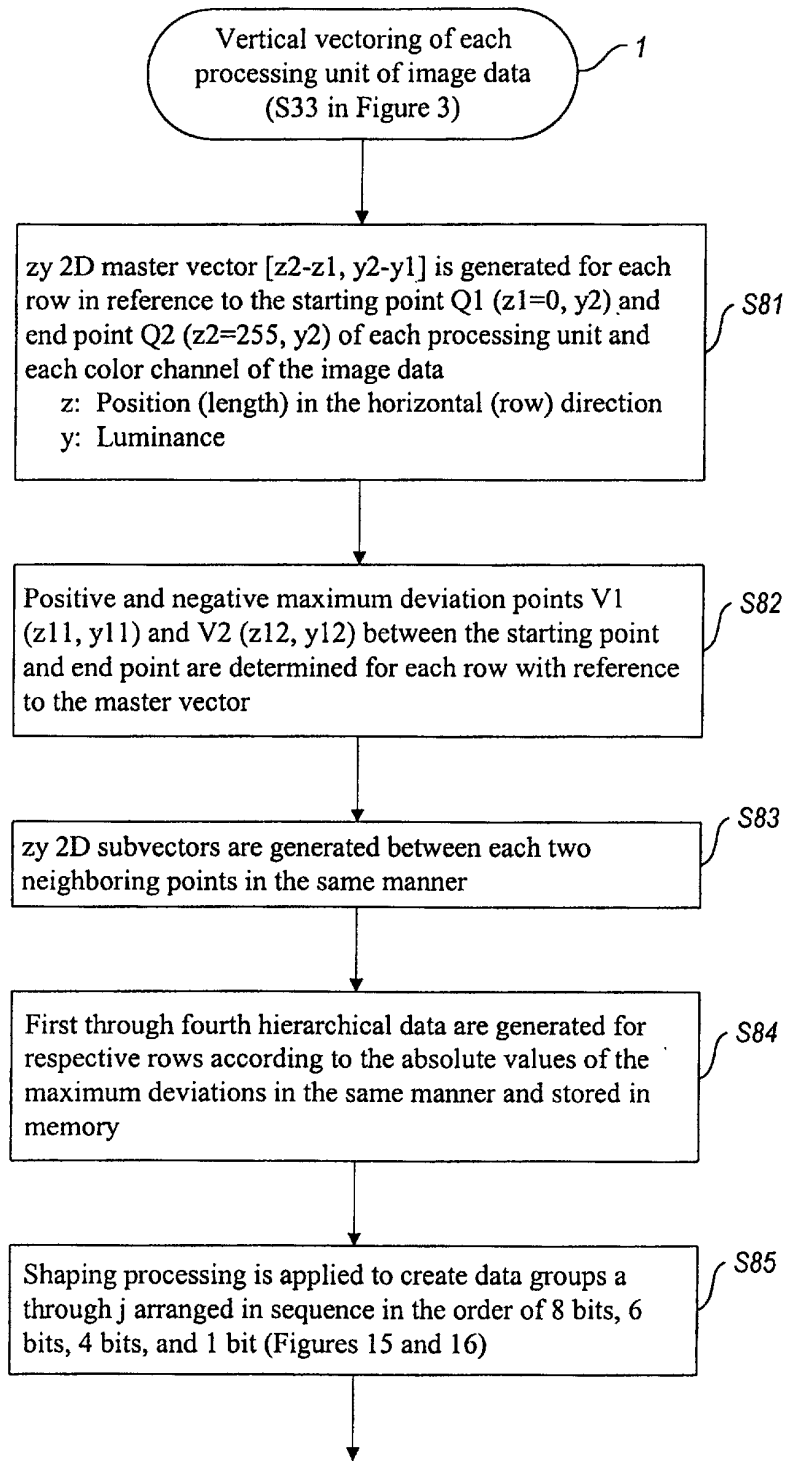 Vertical vectoring of each
processing unit of image data
(S33 in Figure 3)
1
zy 2D master vector [z2-z1, y2-y1] is generated for each
row in reference to the starting point Q1 (z1=0, y2) and
end point Q2 (z2=255, y2) of each processing unit and
each color channel of the image data
z: Position (length) in the horizontal (row) direction
y: Luminance
S81
Positive and negative maximum deviation points V1
(z11, y11) and V2 (z12, y12) between the starting point
and end point are determined for each row with reference
to the master vector
S82
zy 2D subvectors are generated between each two
neighboring points in the same manner
S83
First through fourth hierarchical data are generated for
respective rows according to the absolute values of the
maximum deviations in the same manner and stored in
memory
S84
Shaping processing is applied to create data groups a
through j arranged in sequence in the order of 8 bits, 6
bits, 4 bits, and 1 bit (Figures 15 and 16)
S85